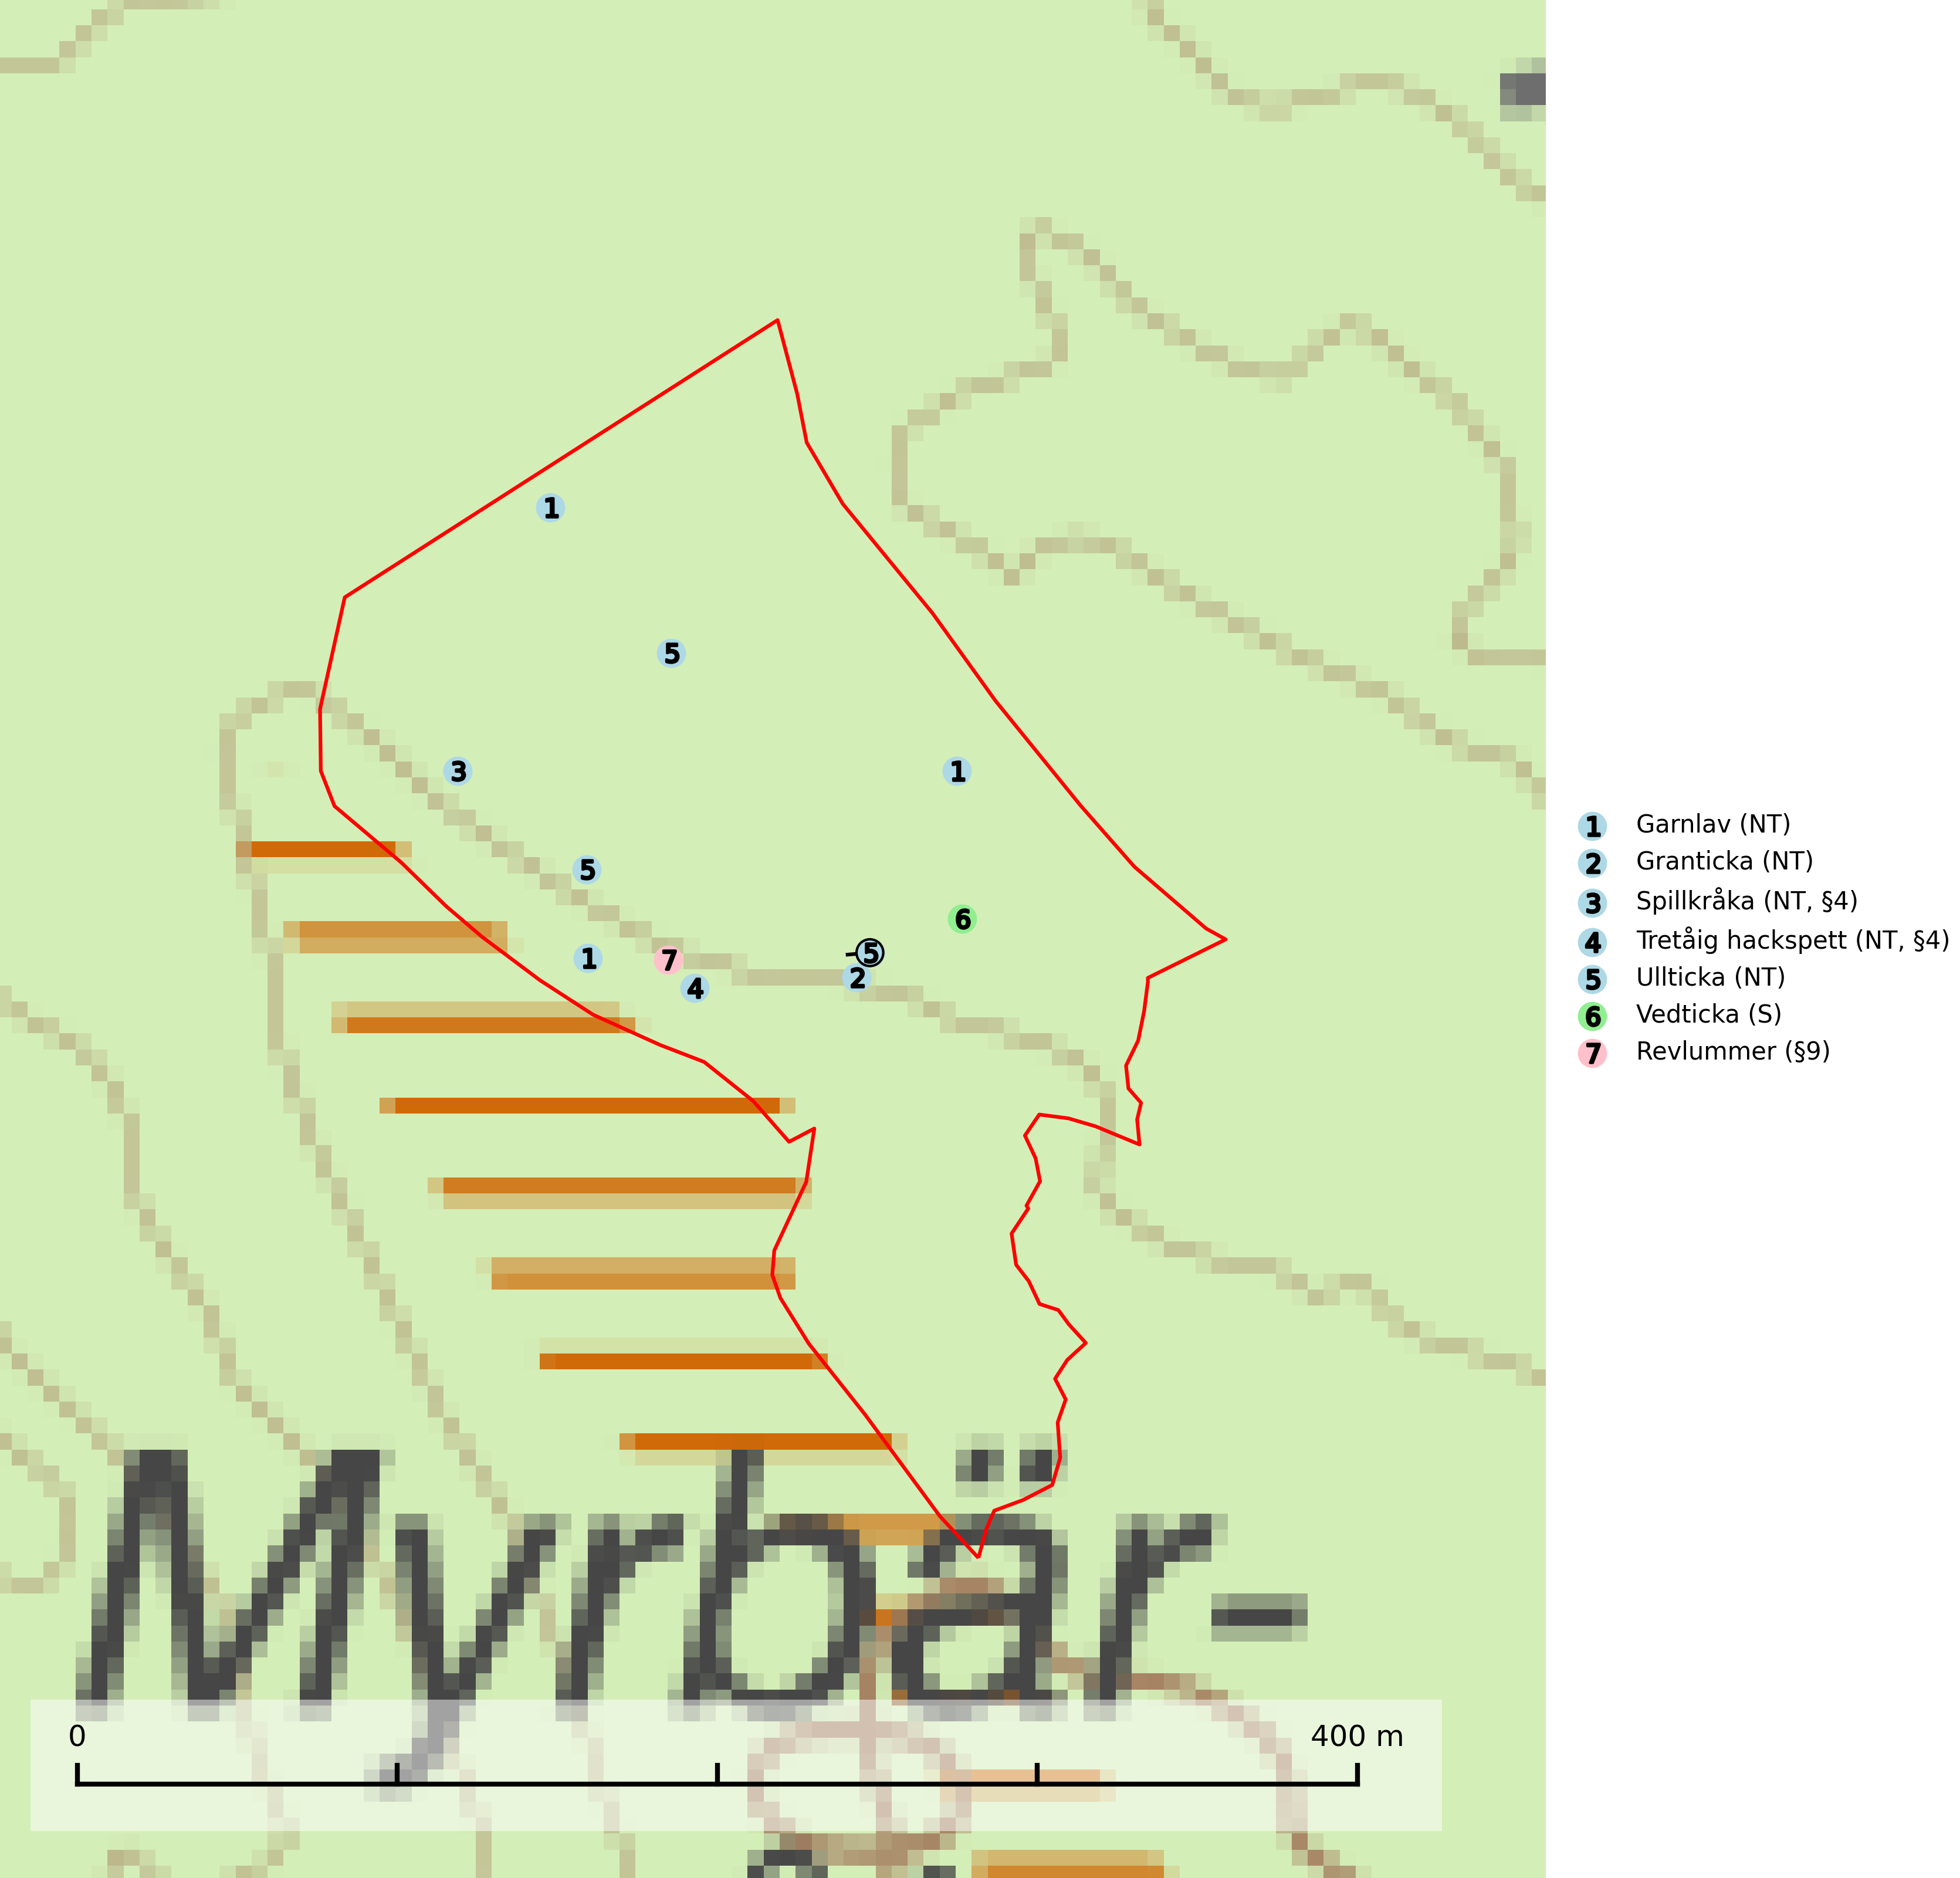 1
5
3
1
5
6
5
1
7
2
4
Myrbär-
0
400 m
1 Garnlav (NT)
2 Granticka (NT)
3 Spillkråka (NT, §4)
4 Tretåig hackspett (NT, §4)
5 Ullticka (NT)
6 Vedticka (S)
7 Revlummer (§9)